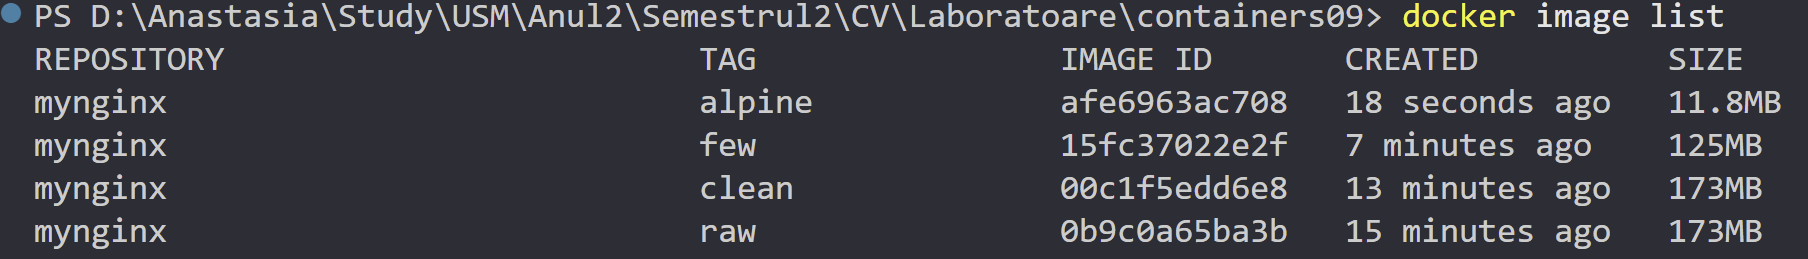 PS D:\Anastasia\Study\USM\Anul2\Semestrul2\CV\Laboratoare\containers09> docker image list
REPOSITORY TAG IMAGE ID CREATED SIZE
mynginx alpine afe6963ac708 18 seconds ago 11.8MB
mynginx few 15fc37022e2f 7 minutes ago 125MB
mynginx clean 00c1f5edd6e8 13 minutes ago 173MB
mynginx raw 0b9c0a65ba3b 15 minutes ago 173MB